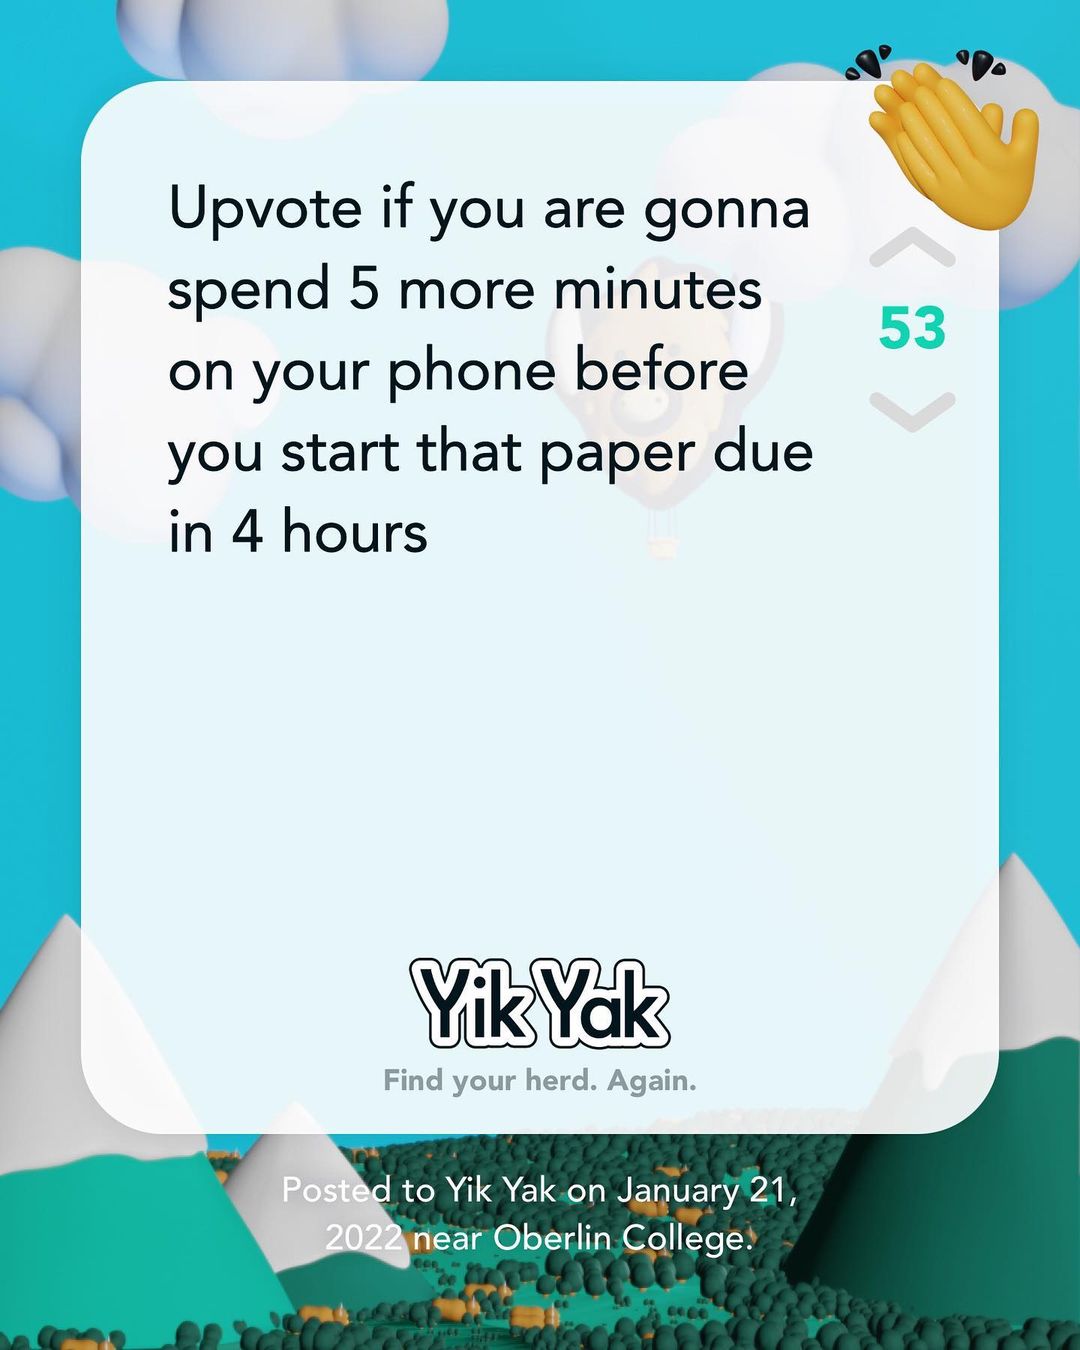 Upvote if you are gonna
spend 5 more minutes
on your phone before
you start that paper due
in 4 hours
53
Yik Yak
Find your herd. Again.
Posted to Yik Yak on January 21,
2022 near Oberlin College.